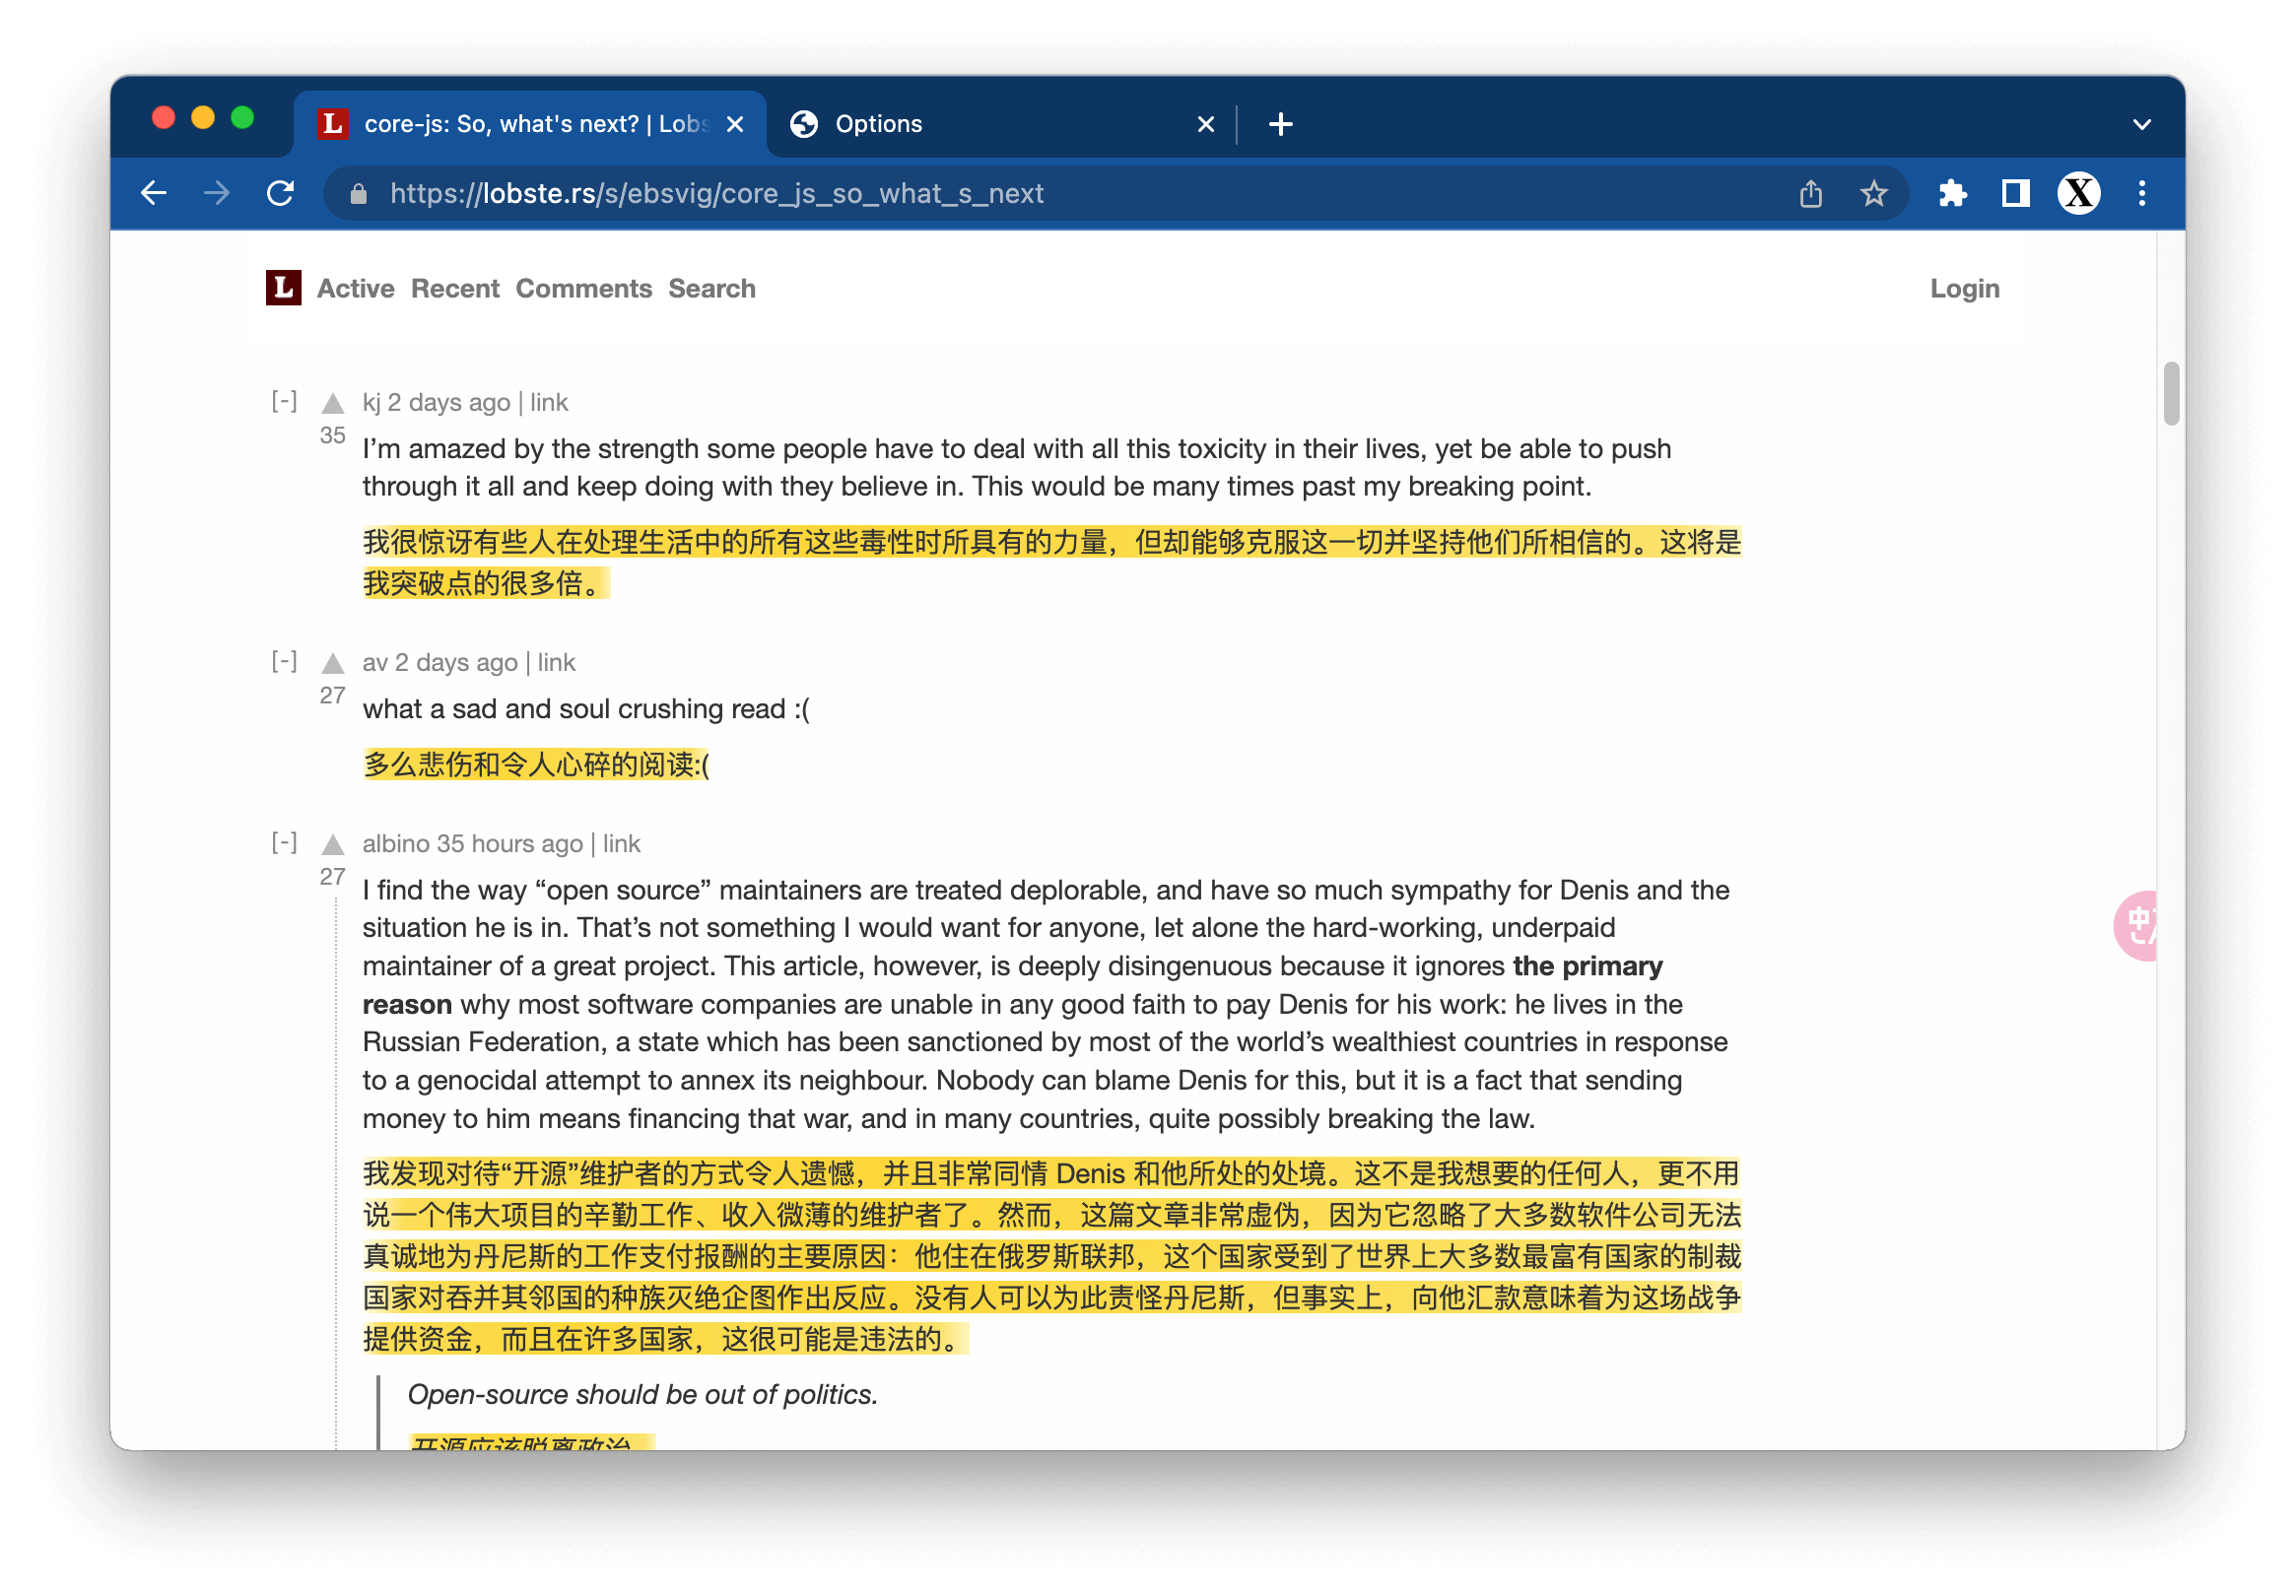 L core-js: So, what's next? | Lobs
Options
https://lobste.rs/s/ebsvig/core_js_so_what_s_next
X
L Active Recent Comments Search Login
[-] kj 2 days ago | link
35
I’m amazed by the strength some people have to deal with all this toxicity in their lives, yet be able to push
through it all and keep doing with they believe in. This would be many times past my breaking point.
我很惊讶有些人在处理生活中的所有这些毒性时所具有的力量，但却能够克服这一切并坚持他们所相信的。这将是
我突破点的很多倍。
[-] av 2 days ago | link
27
what a sad and soul crushing read :(
多么悲伤和令人心碎的阅读:(
[-] albino 35 hours ago | link
27
I find the way “open source” maintainers are treated deplorable, and have so much sympathy for Denis and the
situation he is in. That’s not something I would want for anyone, let alone the hard-working, underpaid
maintainer of a great project. This article, however, is deeply disingenuous because it ignores the primary
reason why most software companies are unable in any good faith to pay Denis for his work: he lives in the
Russian Federation, a state which has been sanctioned by most of the world’s wealthiest countries in response
to a genocidal attempt to annex its neighbour. Nobody can blame Denis for this, but it is a fact that sending
money to him means financing that war, and in many countries, quite possibly breaking the law.
我发现对待“开源”维护者的方式令人遗憾，并且非常同情 Denis 和他所处的处境。这不是我想要的任何人，更不用
说一个伟大项目的辛勤工作、收入微薄的维护者了。然而，这篇文章非常虚伪，因为它忽略了大多数软件公司无法
真诚地为丹尼斯的工作支付报酬的主要原因：他住在俄罗斯联邦，这个国家受到了世界上大多数最富有国家的制裁
国家对吞并其邻国的种族灭绝企图作出反应。没有人可以为此责怪丹尼斯，但事实上，向他汇款意味着为这场战争
提供资金，而且在许多国家，这很可能是违法的。
Open-source should be out of politics.
开源应该脱离政治